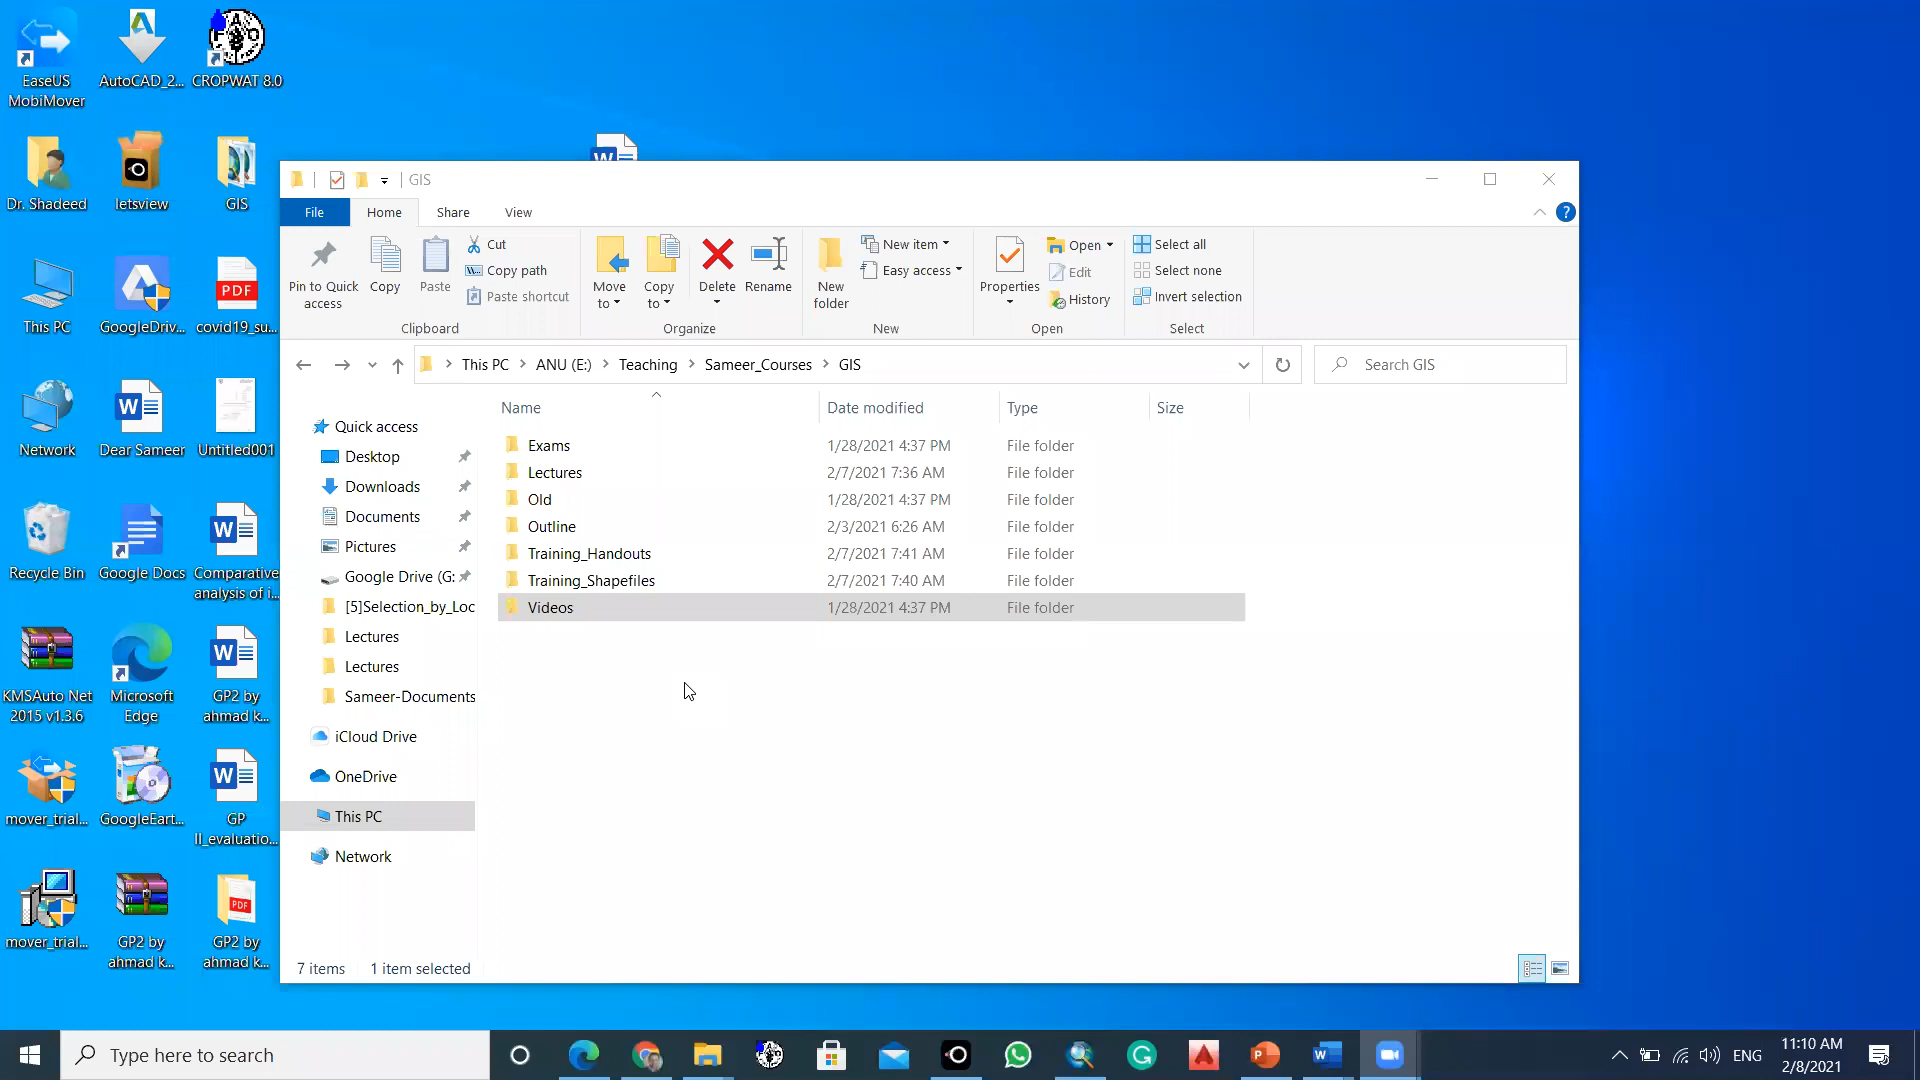 EaseUS
MobiMover
AutoCAD_2...
CROPWAT 8.0
Dr. Shadeed
letsview
GIS
This PC
GoogleDriv...
covid19_su...
PDF
Network
Dear Sameer
Untitled001
Recycle Bin
Google Docs
Comparative
analysis of i...
KMSAuto Net
2015 v1.3.6
Microsoft
Edge
GP2 by
ahmad k...
mover_trial...
GoogleEart...
GP
II_evaluatio...
mover_trial...
GP2 by
ahmad k...
PDF
GP2 by
ahmad k...
GIS
File
Home
Share
View
Pin to Quick
access
Copy
Paste
Cut
Copy path
Paste shortcut
Clipboard
Move
to
Copy
to
Delete
Rename
Organize
New
folder
New item
Easy access
New
Properties
Open
Edit
History
Open
Select all
Select none
Invert selection
Select
This PC > ANU (E:) > Teaching > Sameer_Courses > GIS
Search GIS
Name Date modified Type Size
Exams 1/28/2021 4:37 PM File folder
Lectures 2/7/2021 7:36 AM File folder
Old 1/28/2021 4:37 PM File folder
Outline 2/3/2021 6:26 AM File folder
Training_Handouts 2/7/2021 7:41 AM File folder
Training_Shapefiles 2/7/2021 7:40 AM File folder
Videos 1/28/2021 4:37 PM File folder
Quick access
Desktop
Downloads
Documents
Pictures
Google Drive (G:
[5]Selection_by_Loc
Lectures
Lectures
Sameer-Documents
iCloud Drive
OneDrive
This PC
Network
7 items 1 item selected
Type here to search
ENG
11:10 AM
2/8/2021